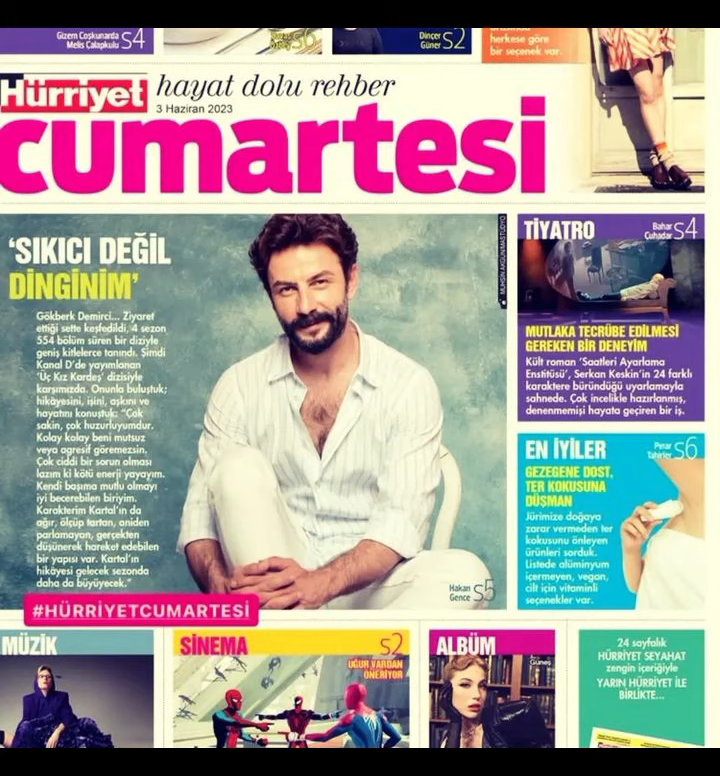 Gizem Coşkunarda
Melis Çalapkulu s4
s6
Dinçer
Güner s2
herkese göre
bir seçenek var.
Hürriyet hayat dolu rehber
3 Haziran 2023
cumartesi
'SIKICI DEĞİL
DİNGİNİM'
Gökberk Demirci... Ziyaret
ettiği sette keşfedildi, 4 sezon
554 bölüm süren bir diziyle
geniş kitlelerce tanındı. Şimdi
Kanal D'de yayımlanan
'Üç Kız Kardeş' dizisiyle
karşımızda. Onunla buluştuk;
hikâyesini, işini, aşkını ve
hayatını konuştuk: "Çok
sakin, çok huzurluyumdur.
Kolay kolay beni mutsuz
veya agresif göremezsin.
Çok ciddi bir sorun olması
lazım ki kötü enerji yayayım.
Kendi başıma mutlu olmayı
iyi becerebilen biriyim.
Karakterim Kartal'ın da
ağır, ölçüp tartan, aniden
parlamayan, gerçekten
düşünerek hareket edebilen
bir yapısı var. Kartal'ın
hikâyesi gelecek sezonda
daha da büyüyecek."
Hakan
Gence s5
#HÜRRİYETCUMARTESİ
TİYATRO
Bahar
Çuhadar s4
MUTLAKA TECRÜBE EDİLMESİ
GEREKEN BİR DENEYİM
Kült roman 'Saatleri Ayarlama
Enstitüsü', Serkan Keskin'in 24 farklı
karaktere büründüğü uyarlamayla
sahnede. Çok incelikle hazırlanmış,
denenmemişi hayata geçiren bir iş.
EN İYİLER
s6
GEZEGENE DOST,
TER KOKUSUNA
DÜŞMAN
Jürimize doğaya
zarar vermeden ter
kokusunu önleyen
ürünleri sorduk.
Listede alüminyum
içermeyen, vegan,
cilt için vitaminli
seçenekler var.
MÜZİK
SİNEMA s2
UĞUR VARDAN
ÖNERİYOR
ALBÜM
Güneş
24 sayfalık
HÜRRİYET SEYAHAT
zengin içeriğiyle
YARIN HÜRRİYET İLE
BİRLİKTE...